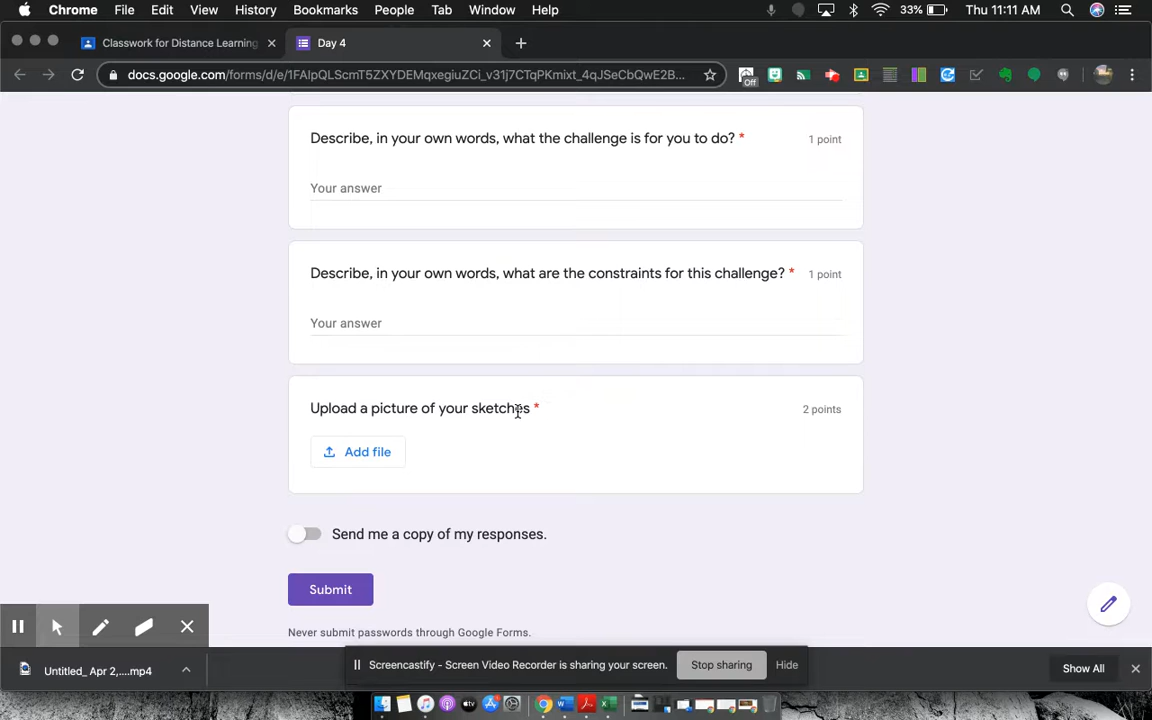 Chrome File Edit View History Bookmarks People Tab Window Help 33% Thu 11:11 AM
Classwork for Distance Learning Day 4
docs.google.com/forms/d/e/1FAIpQLScmT5ZXYDEMqxegiuZCi_v31j7CTqPKmixt_4qJSeCbQwE2B... Off
Describe, in your own words, what the challenge is for you to do? * 1 point
Your answer
Describe, in your own words, what are the constraints for this challenge? * 1 point
Your answer
Upload a picture of your sketches * 2 points
Add file
Send me a copy of my responses.
Submit
Never submit passwords through Google Forms.
Screencastify - Screen Video Recorder is sharing your screen. Stop sharing Hide
Untitled_ Apr 2,....mp4 Show All